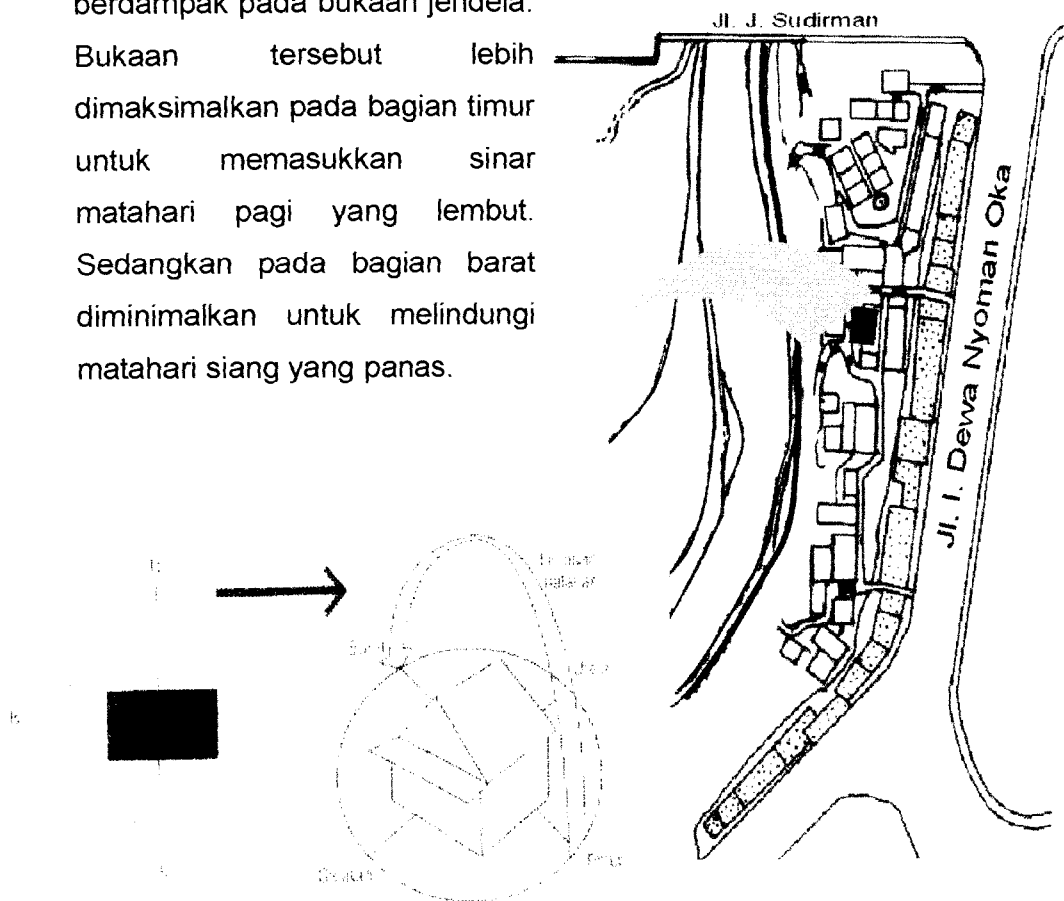 berdampak pada bukaan jendela.
Bukaan tersebut lebih
dimaksimalkan pada bagian timur
untuk memasukkan sinar
matahari pagi yang lembut.
Sedangkan pada bagian barat
diminimalkan untuk melindungi
matahari siang yang panas.
Jl. J. Sudirman
Jl. I. Dewa Nyoman Oka